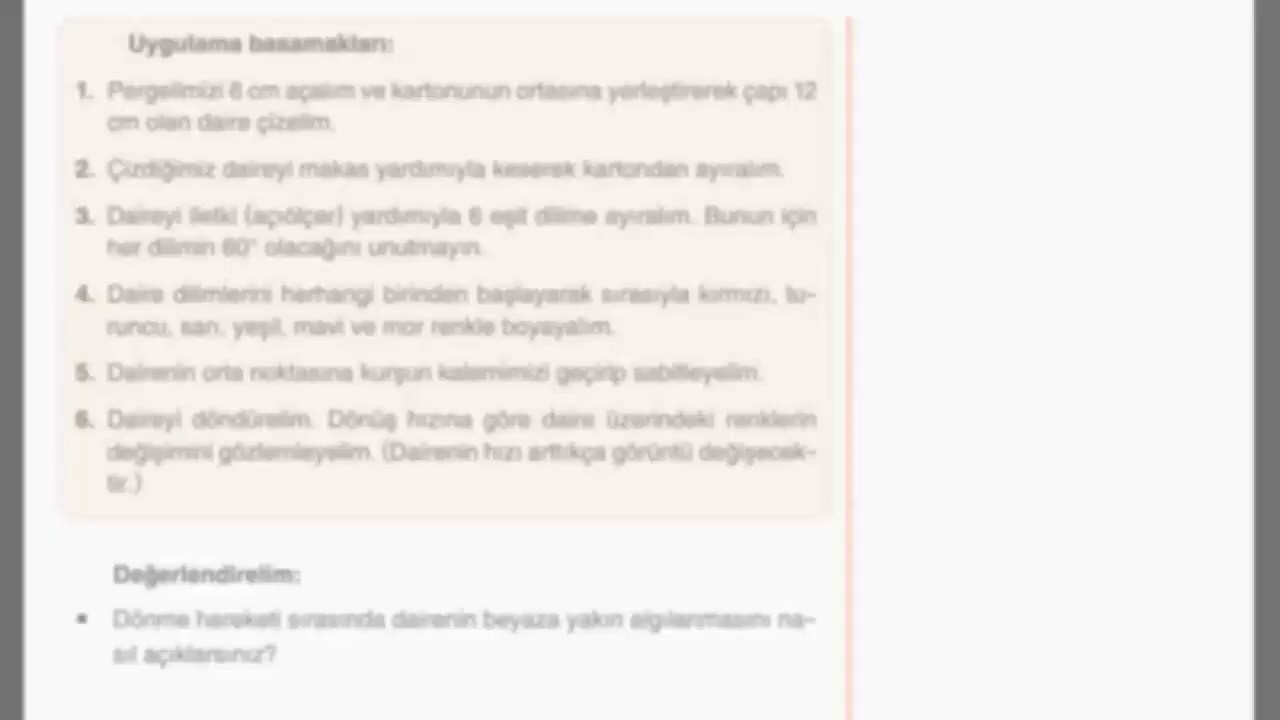 Uygulama basamakları:
1. Pergelimizi 6 cm açalım ve kartonunun ortasına yerleştirerek çapı 12
cm olan daire çizelim.
2. Çizdiğimiz daireyi makas yardımıyla keserek kartondan ayıralım.
3. Daireyi iletki (açıölçer) yardımıyla 6 eşit dilime ayıralım. Bunun için
her dilimin 60° olacağını unutmayın.
4. Daire dilimlerini herhangi birinden başlayarak sırasıyla kırmızı, tu-
runcu, sarı, yeşil, mavi ve mor renkle boyayalım.
5. Dairenin orta noktasına kurşun kalemimizi geçirip sabitleyelim.
6. Daireyi döndürelim. Dönüş hızına göre daire üzerindeki renklerin
değişimini gözlemleyelim. (Dairenin hızı arttıkça görüntü değişecek-
tir.)
Değerlendirelim:
• Dönme hareketi sırasında dairenin beyaza yakın algılanmasını na-
sıl açıklarsınız?